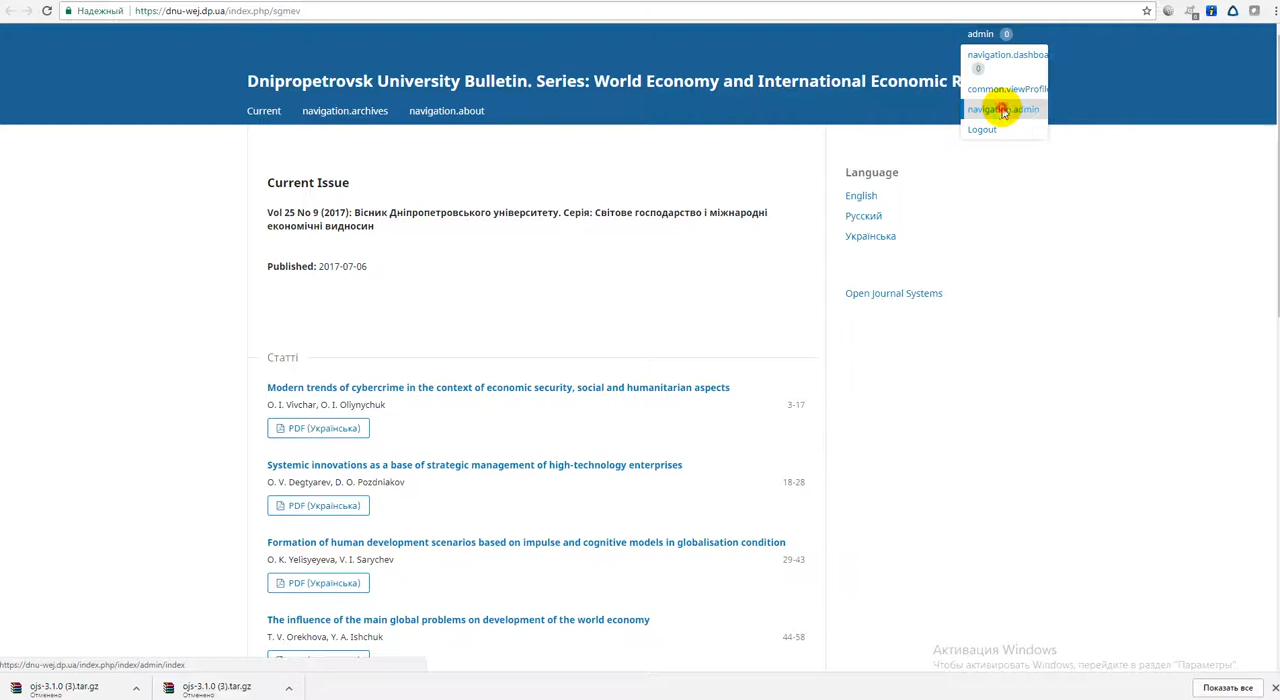 Надежный
https://dnu-wej.dp.ua/index.php/sgmev
admin 0
navigation.dashboa
0
common.viewProfile
navigation.admin
Logout
Dnipropetrovsk University Bulletin. Series: World Economy and International Economic R
Current navigation.archives navigation.about
Current Issue
Vol 25 No 9 (2017): Вісник Дніпропетровського університету. Серія: Світове господарство і міжнародні
економічні видносин
Published: 2017-07-06
Language
English
Русский
Українська
Open Journal Systems
Статті
Modern trends of cybercrime in the context of economic security, social and humanitarian aspects
O. I. Vivchar, O. I. Oliynychuk 3-17
PDF (Українська)
Systemic innovations as a base of strategic management of high-technology enterprises
O. V. Degtyarev, D. O. Pozdniakov 18-28
PDF (Українська)
Formation of human development scenarios based on impulse and cognitive models in globalisation condition
O. K. Yelisyeyeva, V. I. Sarychev 29-43
PDF (Українська)
The influence of the main global problems on development of the world economy
T. V. Orekhova, Y. A. Ishchuk 44-58
Активация Windows
Чтобы активировать Windows, перейдите в раздел "Параметры".
https://dnu-wej.dp.ua/index.php/index/admin/index
ojs-3.1.0 (3).tar.gz
Отменено
ojs-3.1.0 (2).tar.gz
Отменено
Показать все